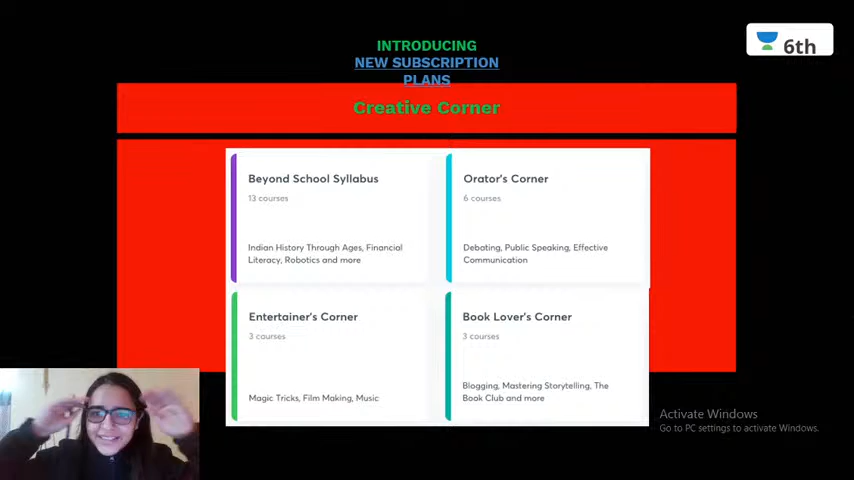 INTRODUCING
NEW SUBSCRIPTION
PLANS
6th
Creative Corner
Beyond School Syllabus
13 courses
Indian History Through Ages, Financial
Literacy, Robotics and more
Orator's Corner
6 courses
Debating, Public Speaking, Effective
Communication
Entertainer's Corner
3 courses
Magic Tricks, Film Making, Music
Book Lover's Corner
3 courses
Blogging, Mastering Storytelling, The
Book Club and more
Activate Windows
Go to PC settings to activate Windows.